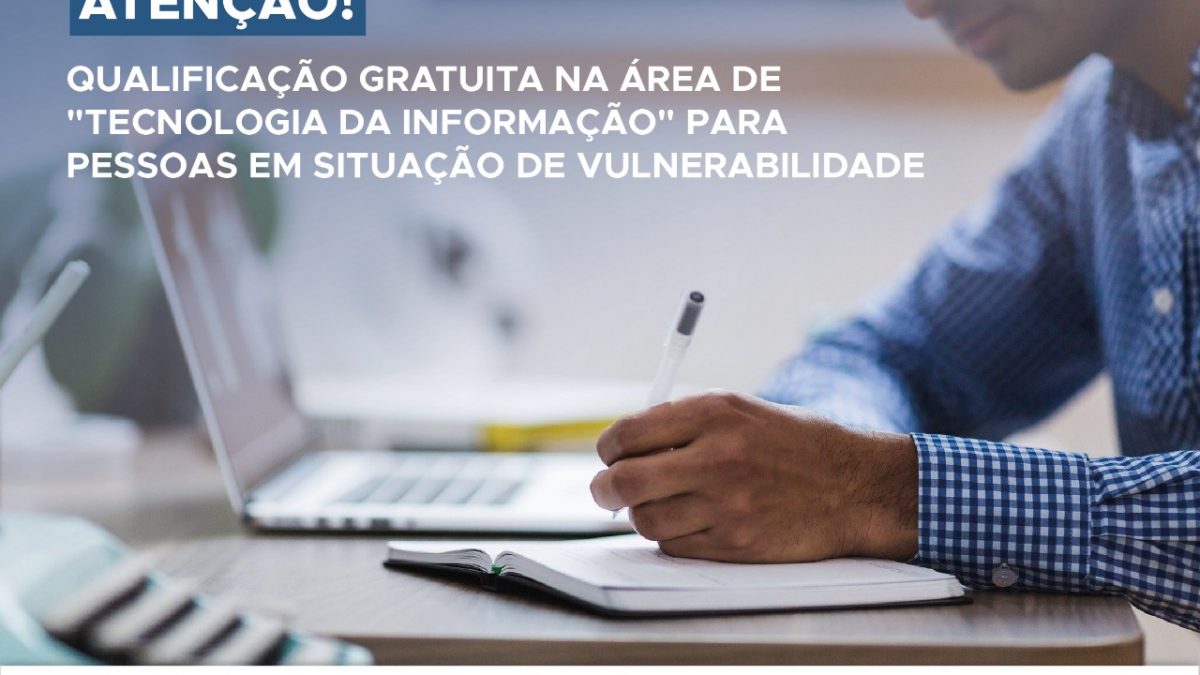 ATENÇÃO!
QUALIFICAÇÃO GRATUITA NA ÁREA DE
"TECNOLOGIA DA INFORMAÇÃO" PARA
PESSOAS EM SITUAÇÃO DE VULNERABILIDADE